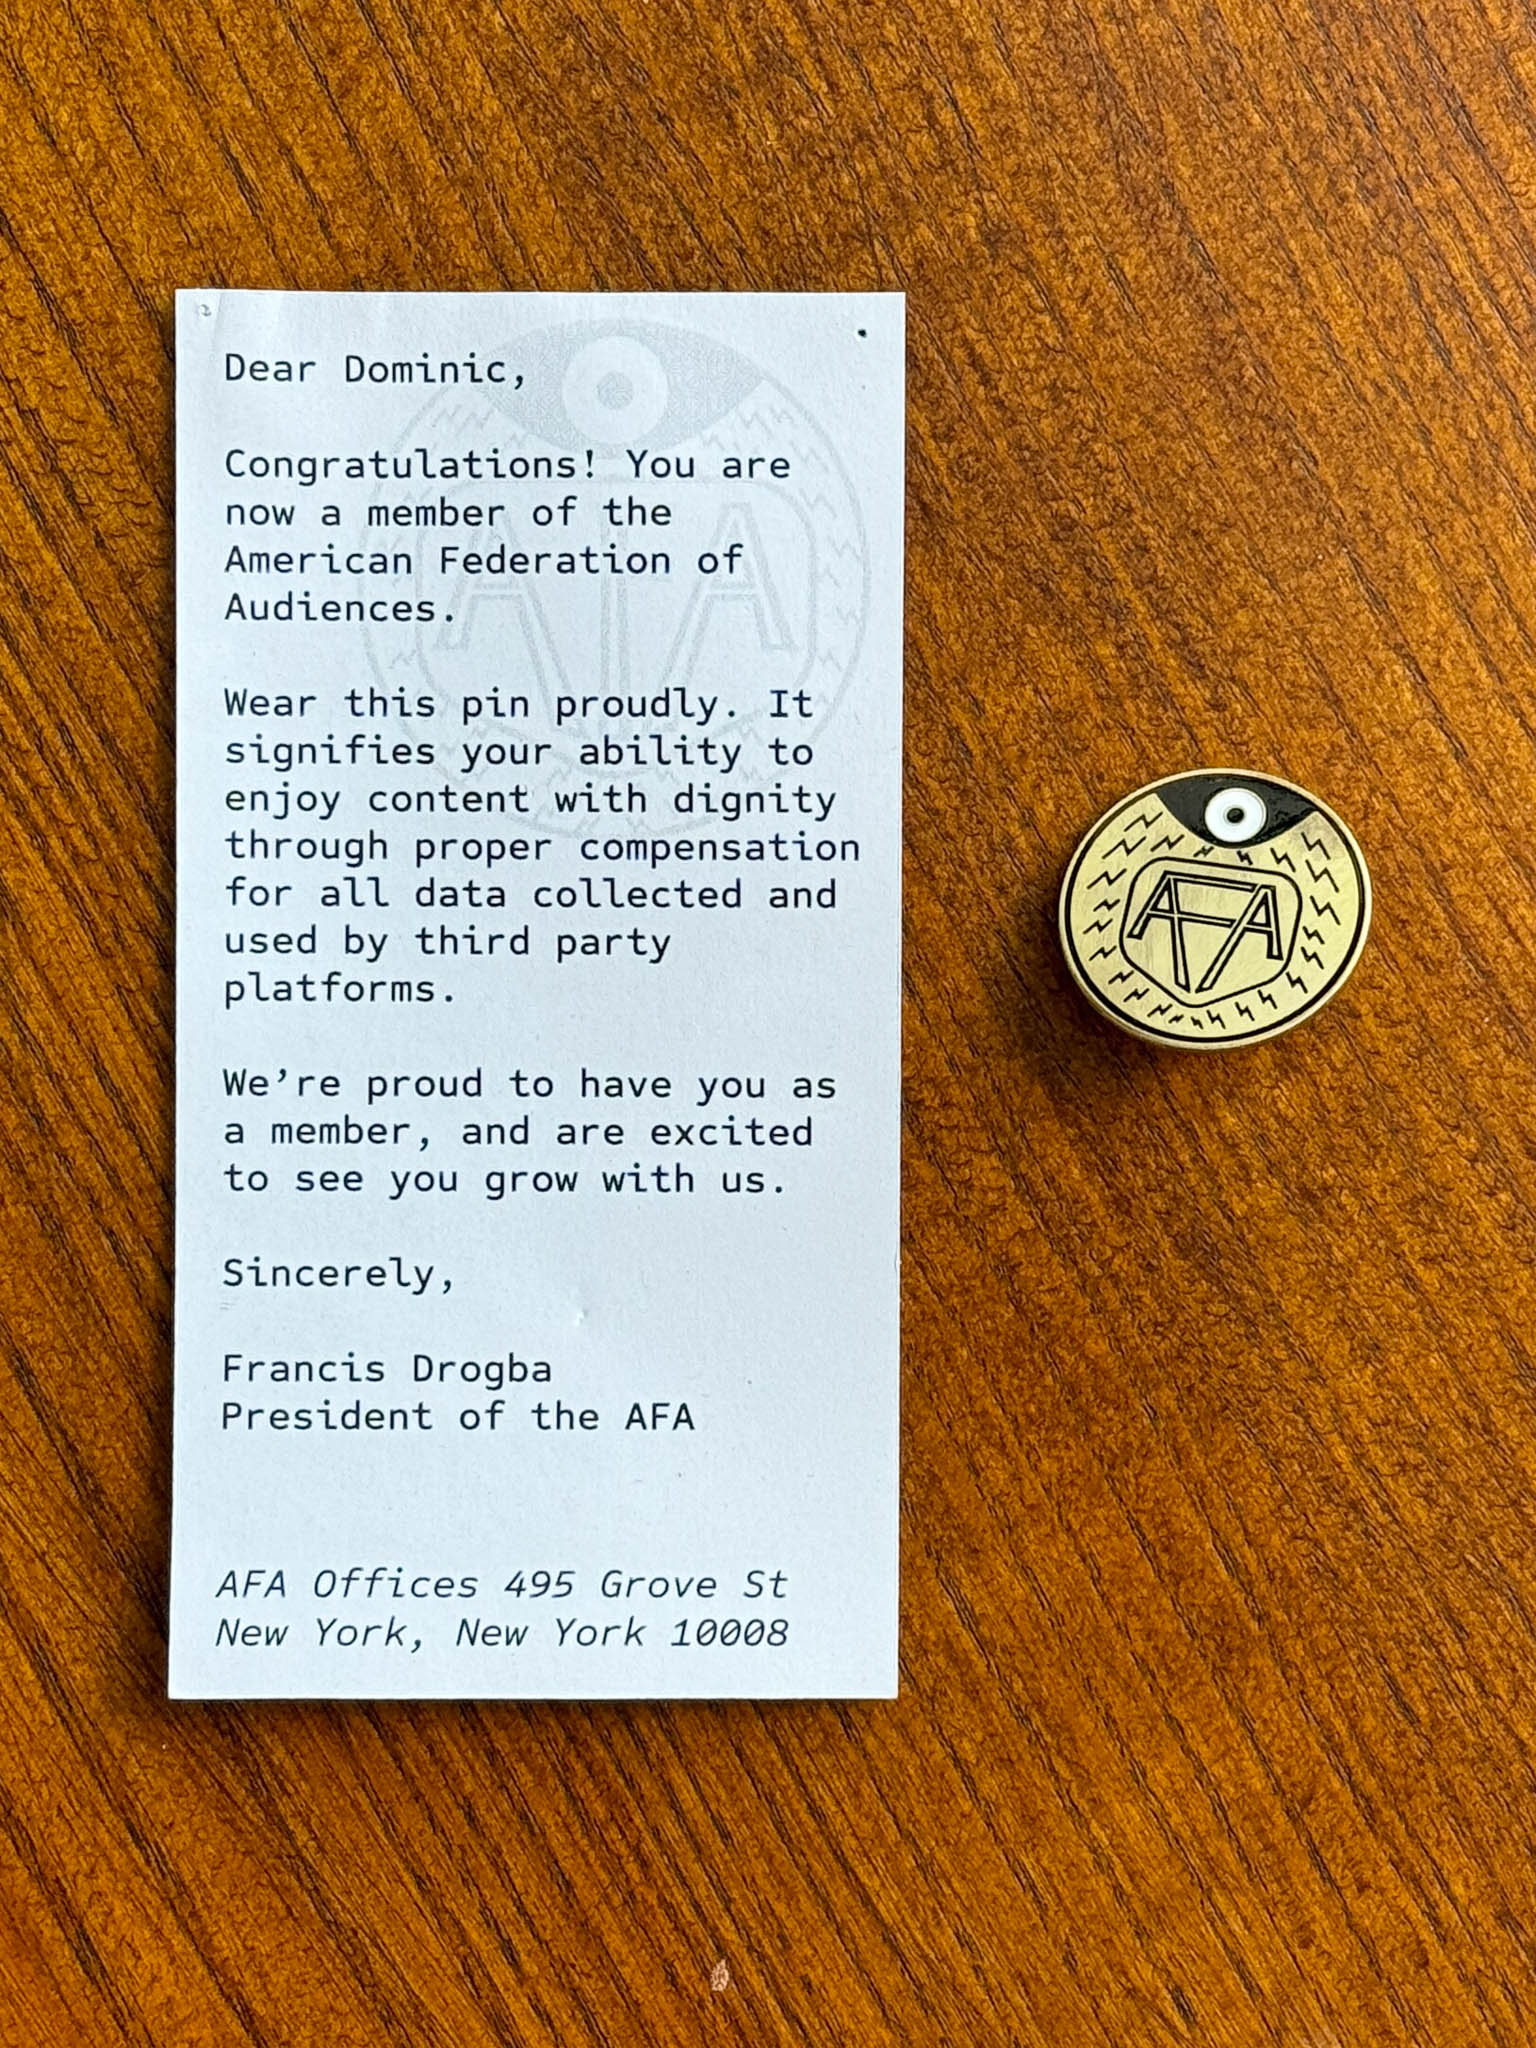 Dear Dominic,
Congratulations! You are
now a member of the
American Federation of
Audiences.
Wear this pin proudly. It
signifies your ability to
enjoy content with dignity
through proper compensation
for all data collected and
used by third party
platforms.
We’re proud to have you as
a member, and are excited
to see you grow with us.
Sincerely,
Francis Drogba
President of the AFA
AFA Offices 495 Grove St
New York, New York 10008
AFA
AFA